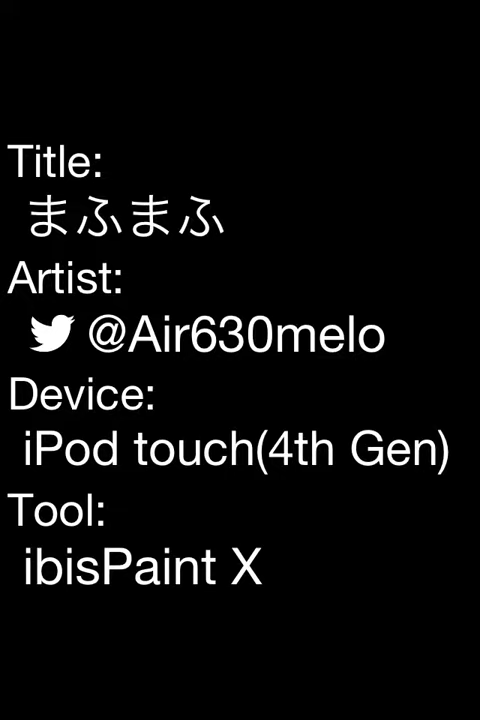 Title:
まふまふ
Artist:
@Air630melo
Device:
iPod touch(4th Gen)
Tool:
ibisPaint X